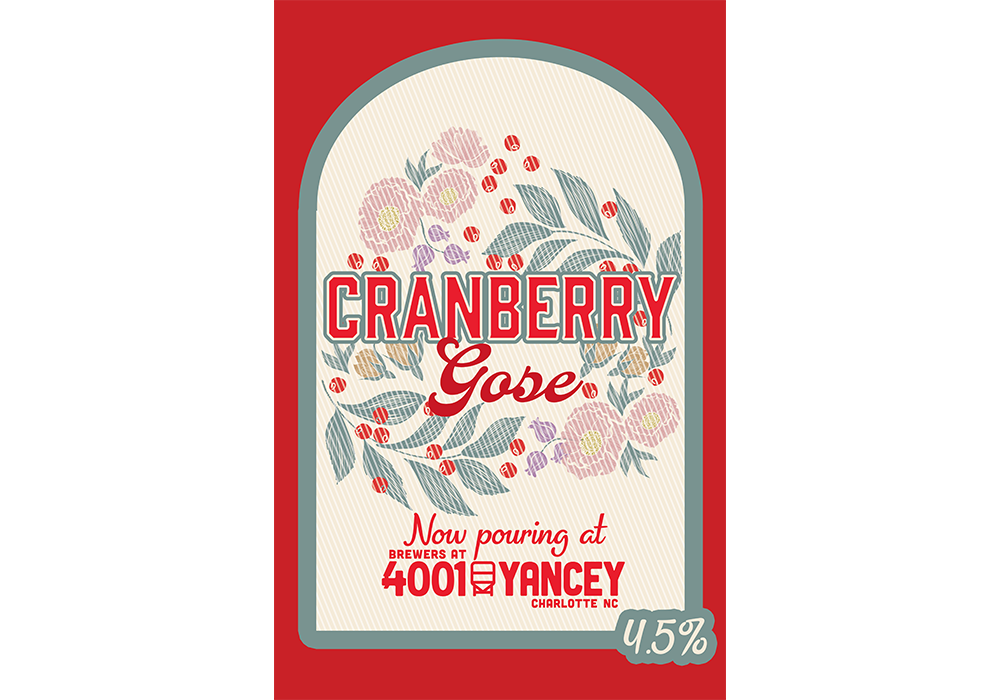 CRANBERRY
Gose
Now pouring at
BREWERS AT
4001 YANCEY
CHARLOTTE NC
4.5%